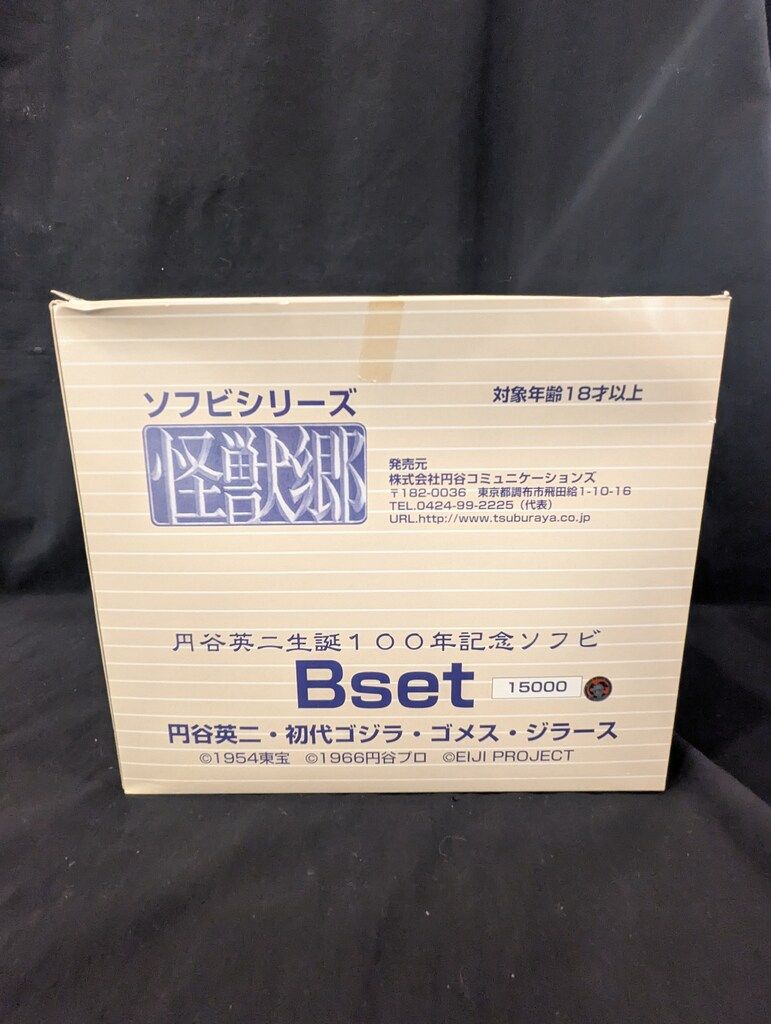 ソフビシリーズ
怪獣郷
対象年齢18才以上
発売元
株式会社円谷コミュニケーションズ
〒182-0036 東京都調布市飛田給1-10-16
TEL.0424-99-2225（代表）
URL.http://www.tsuburaya.co.jp
円谷英二生誕１００年記念ソフビ
Bset
15000
円谷英二・初代ゴジラ・ゴメス・ジラース
©1954東宝 ©1966円谷プロ ©EIJI PROJECT